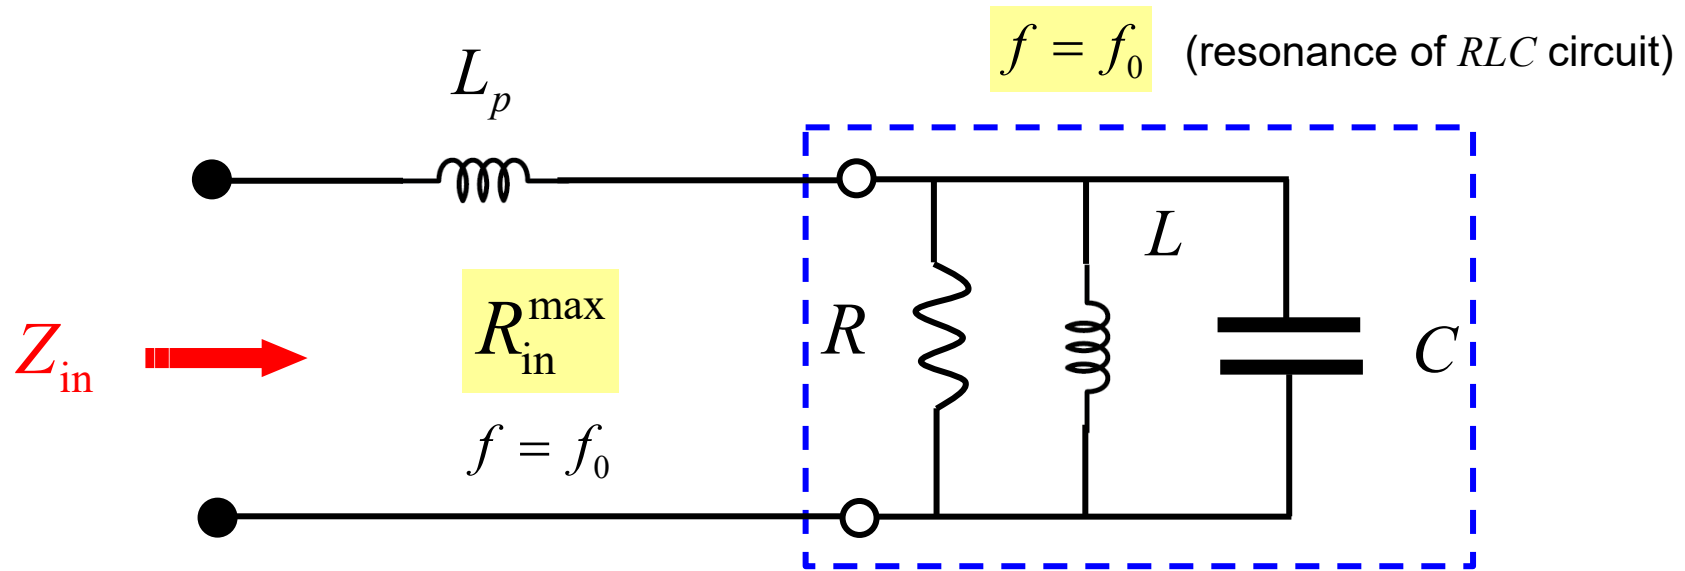 f = f₀ (resonance of RLC circuit)
Lₚ
L
Zᵢₙ
Rᵢₙᵐᵃˣ
R
C
f = f₀